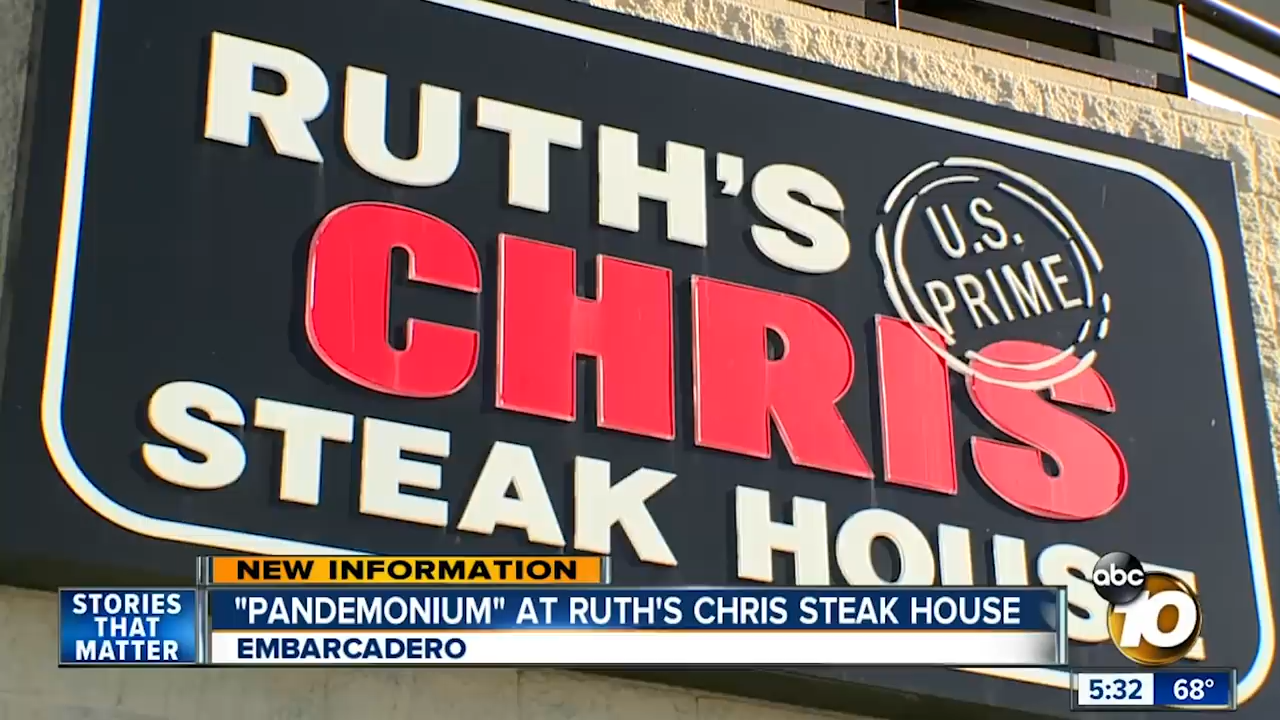 RUTH'S
CHRIS
U.S.
PRIME
STEAK HOUSE
NEW INFORMATION
STORIES
THAT
MATTER
"PANDEMONIUM" AT RUTH'S CHRIS STEAK HOUSE
EMBARCADERO
abc
10
5:32
68°